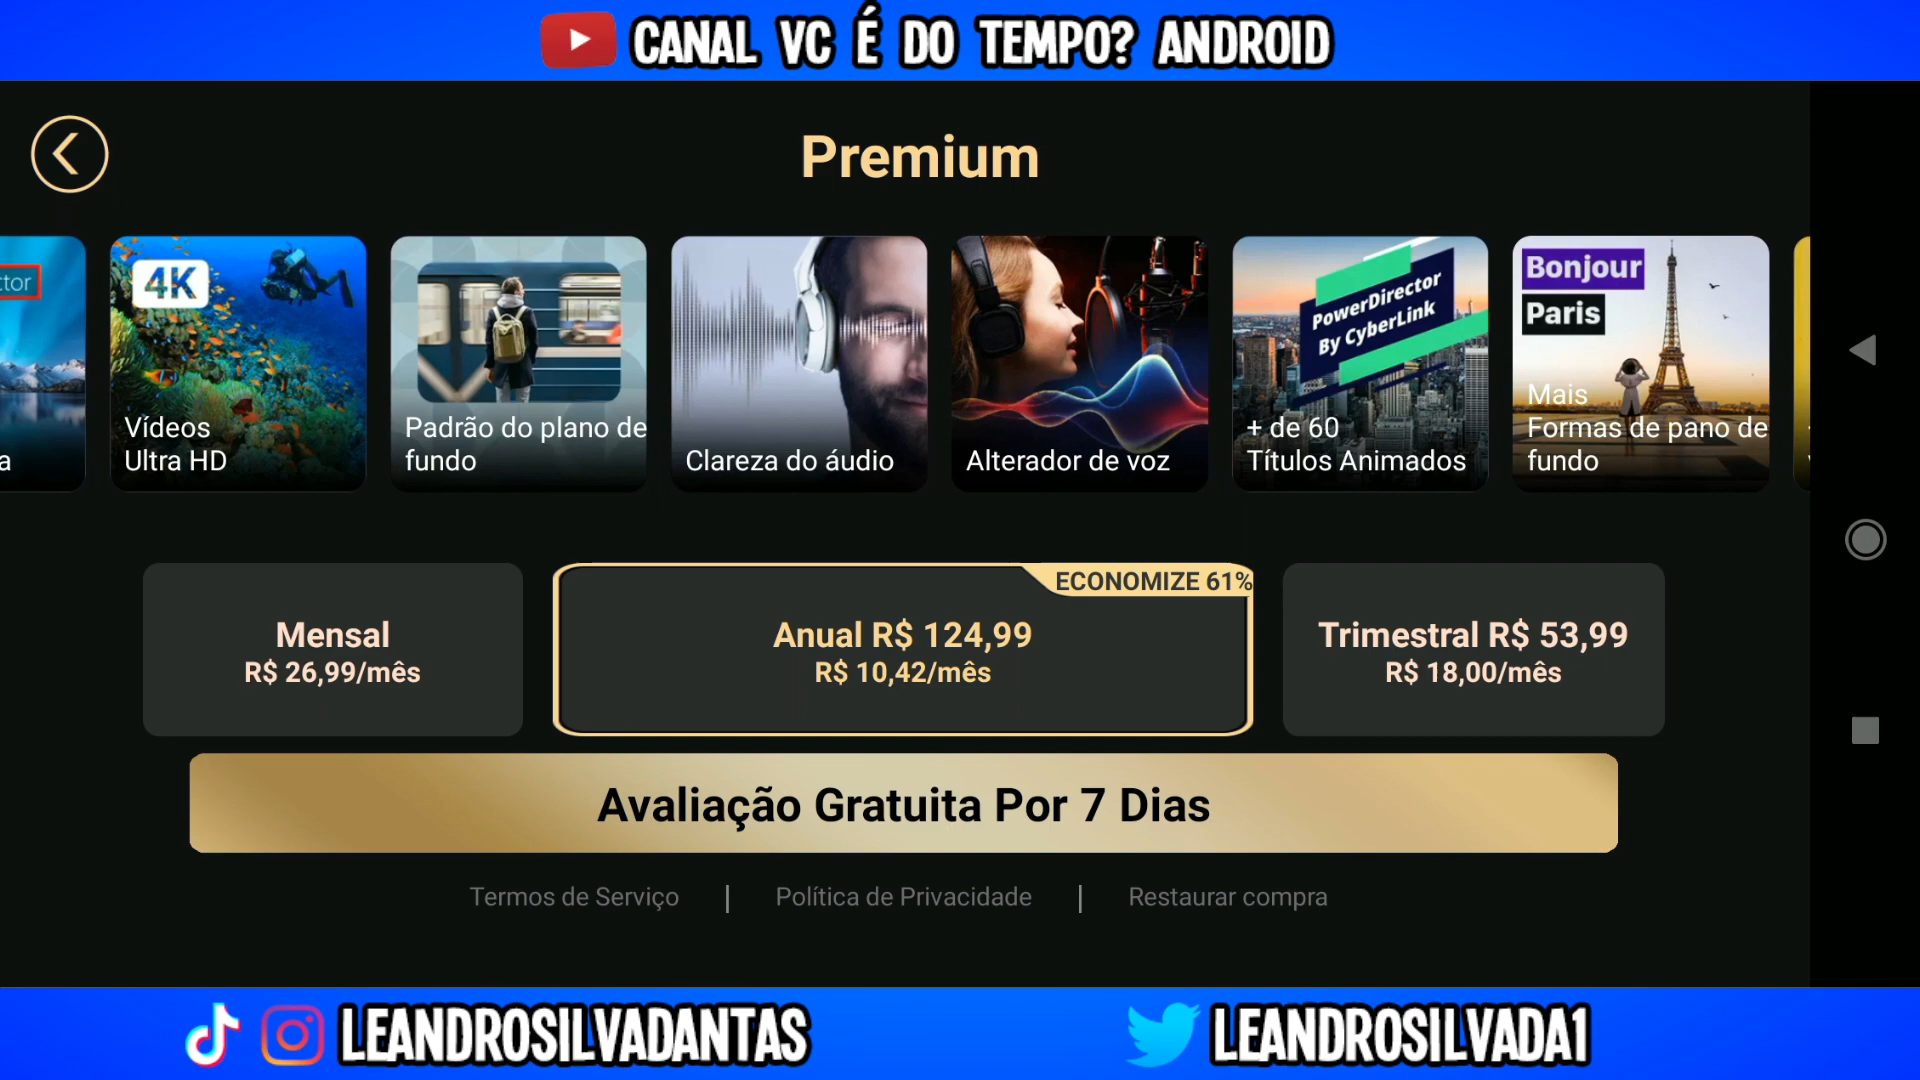 CANAL VC É DO TEMPO? ANDROID
Premium
ctor
a
4K
Vídeos
Ultra HD
Padrão do plano de
fundo
Clareza do áudio
Alterador de voz
PowerDirector
By CyberLink
+ de 60
Títulos Animados
Bonjour
Paris
Mais
Formas de pano de
fundo
Mensal
R$ 26,99/mês
ECONOMIZE 61%
Anual R$ 124,99
R$ 10,42/mês
Trimestral R$ 53,99
R$ 18,00/mês
Avaliação Gratuita Por 7 Dias
Termos de Serviço | Política de Privacidade | Restaurar compra
LEANDROSILVADANTAS
LEANDROSILVADA1